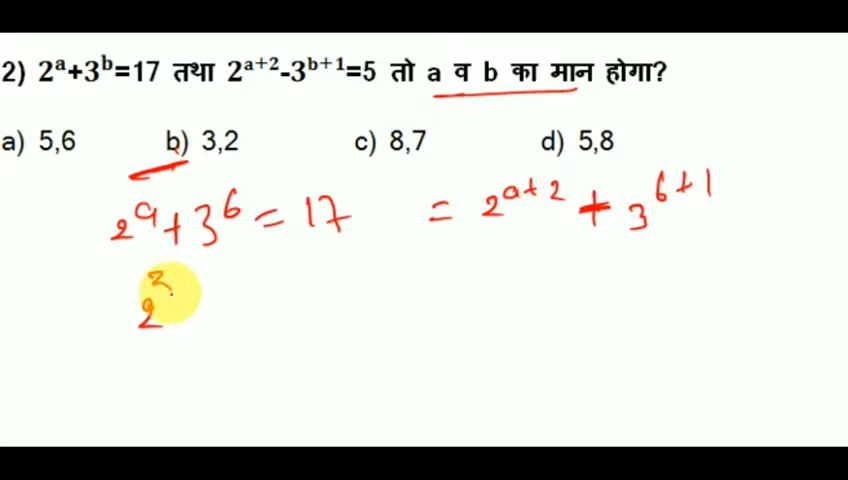 2) 2ᵃ+3ᵇ=17 तथा 2ᵃ⁺²-3ᵇ⁺¹=5 तो a व b का मान होगा?
a) 5,6 b) 3,2 c) 8,7 d) 5,8
2ᵃ + 3ᵇ = 17 = 2ᵃ⁺² + 3ᵇ⁺¹
2³